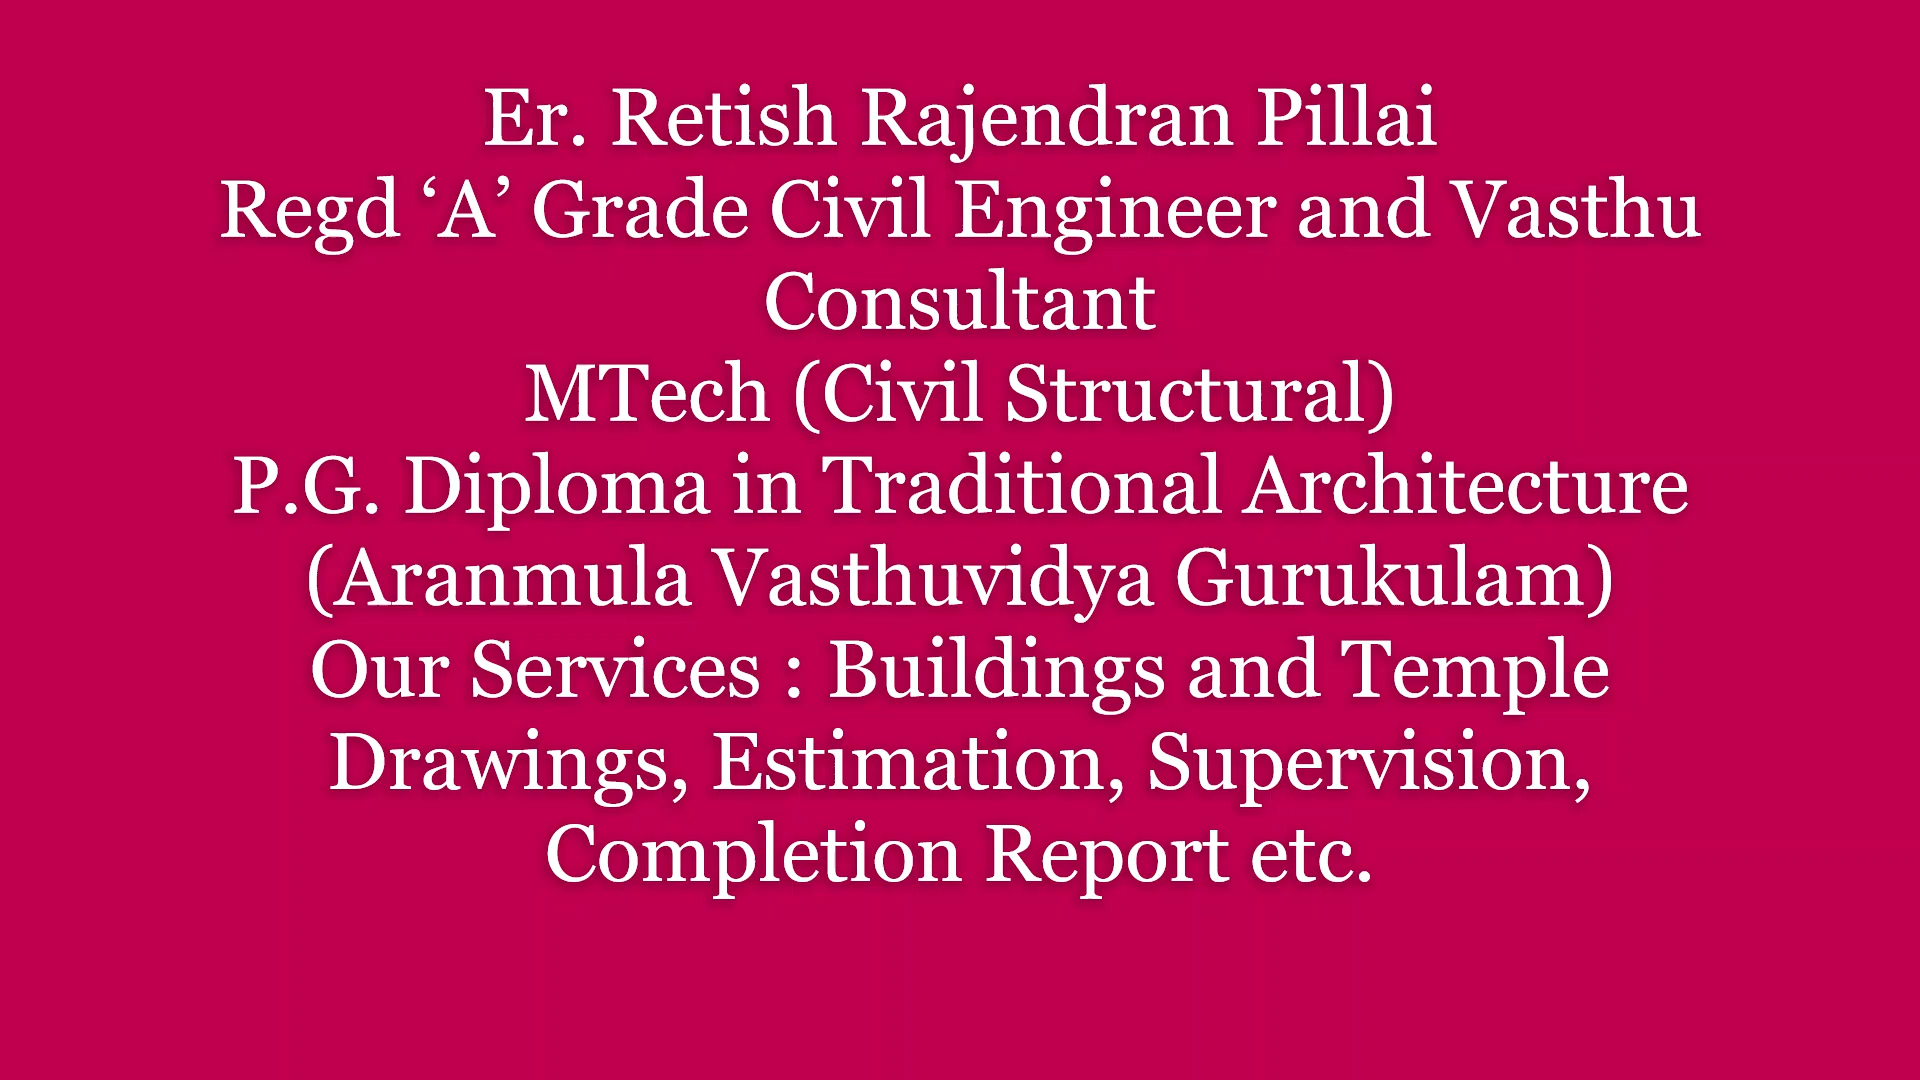 Er. Retish Rajendran Pillai
Regd ‘A’ Grade Civil Engineer and Vasthu
Consultant
MTech (Civil Structural)
P.G. Diploma in Traditional Architecture
(Aranmula Vasthuvidya Gurukulam)
Our Services : Buildings and Temple
Drawings, Estimation, Supervision,
Completion Report etc.